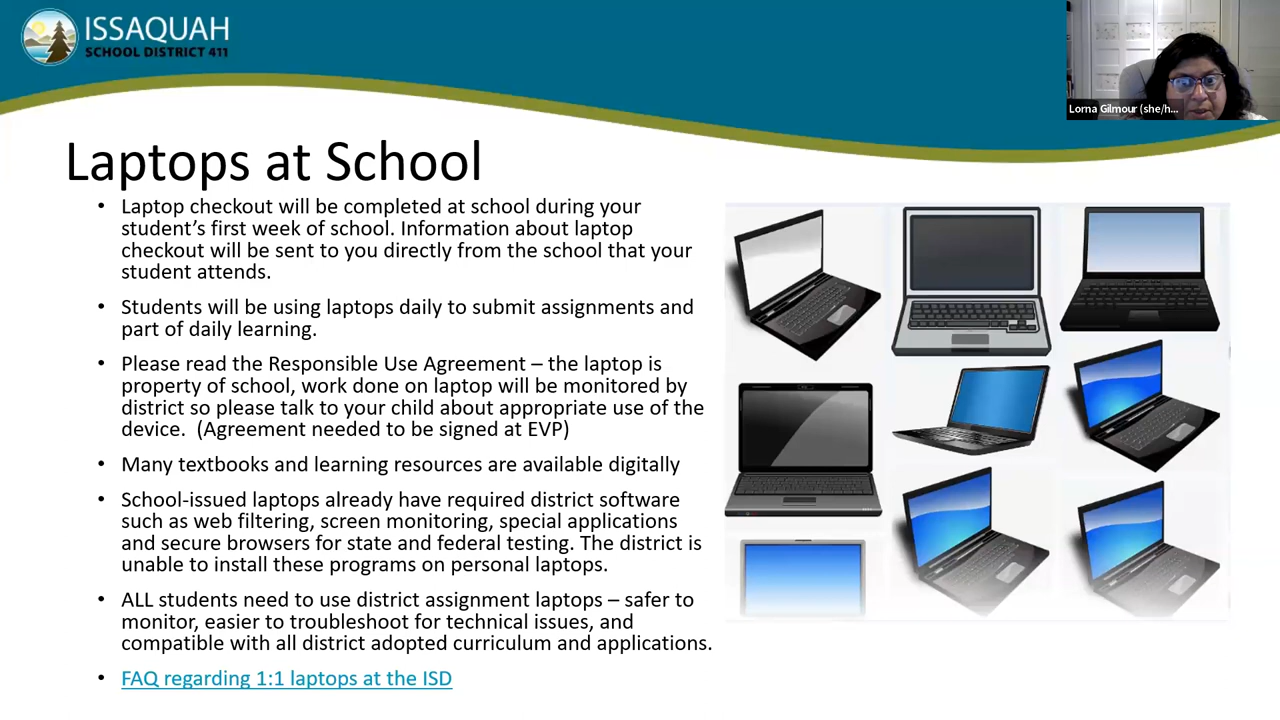 ISSAQUAH
SCHOOL DISTRICT 411
Lorna Gilmour (she/h...
Laptops at School
• Laptop checkout will be completed at school during your
student’s first week of school. Information about laptop
checkout will be sent to you directly from the school that your
student attends.
• Students will be using laptops daily to submit assignments and
part of daily learning.
• Please read the Responsible Use Agreement – the laptop is
property of school, work done on laptop will be monitored by
district so please talk to your child about appropriate use of the
device.  (Agreement needed to be signed at EVP)
• Many textbooks and learning resources are available digitally
• School-issued laptops already have required district software
such as web filtering, screen monitoring, special applications
and secure browsers for state and federal testing. The district is
unable to install these programs on personal laptops.
• ALL students need to use district assignment laptops – safer to
monitor, easier to troubleshoot for technical issues, and
compatible with all district adopted curriculum and applications.
• FAQ regarding 1:1 laptops at the ISD